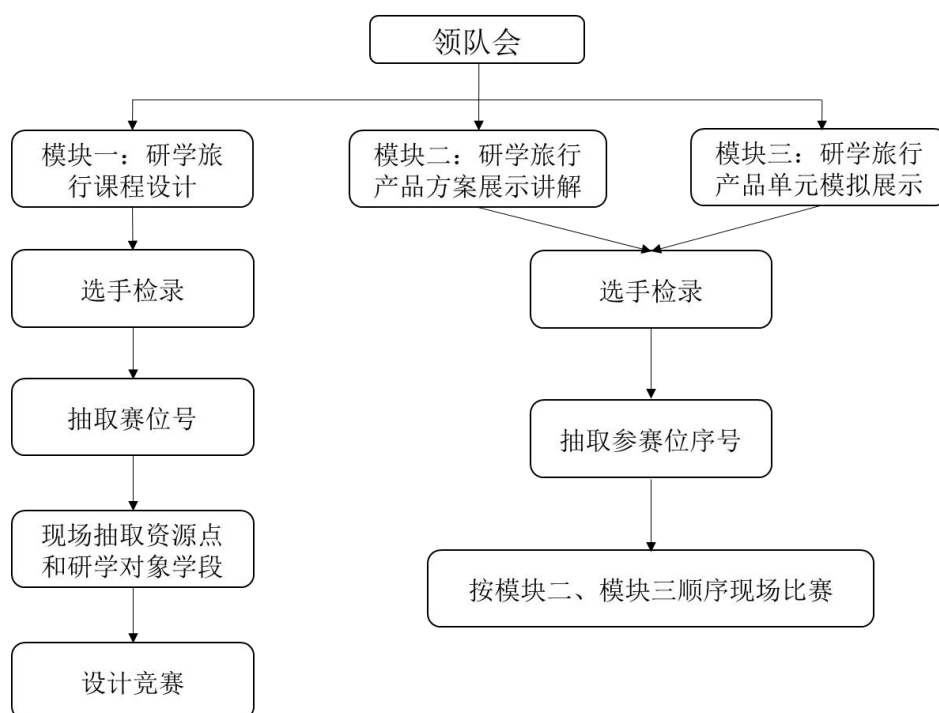 领队会
模块一：研学旅
行课程设计
模块二：研学旅行
产品方案展示讲解
模块三：研学旅行
产品单元模拟展示
选手检录
选手检录
抽取赛位号
抽取参赛位序号
现场抽取资源点
和研学对象学段
按模块二、模块三顺序现场比赛
设计竞赛